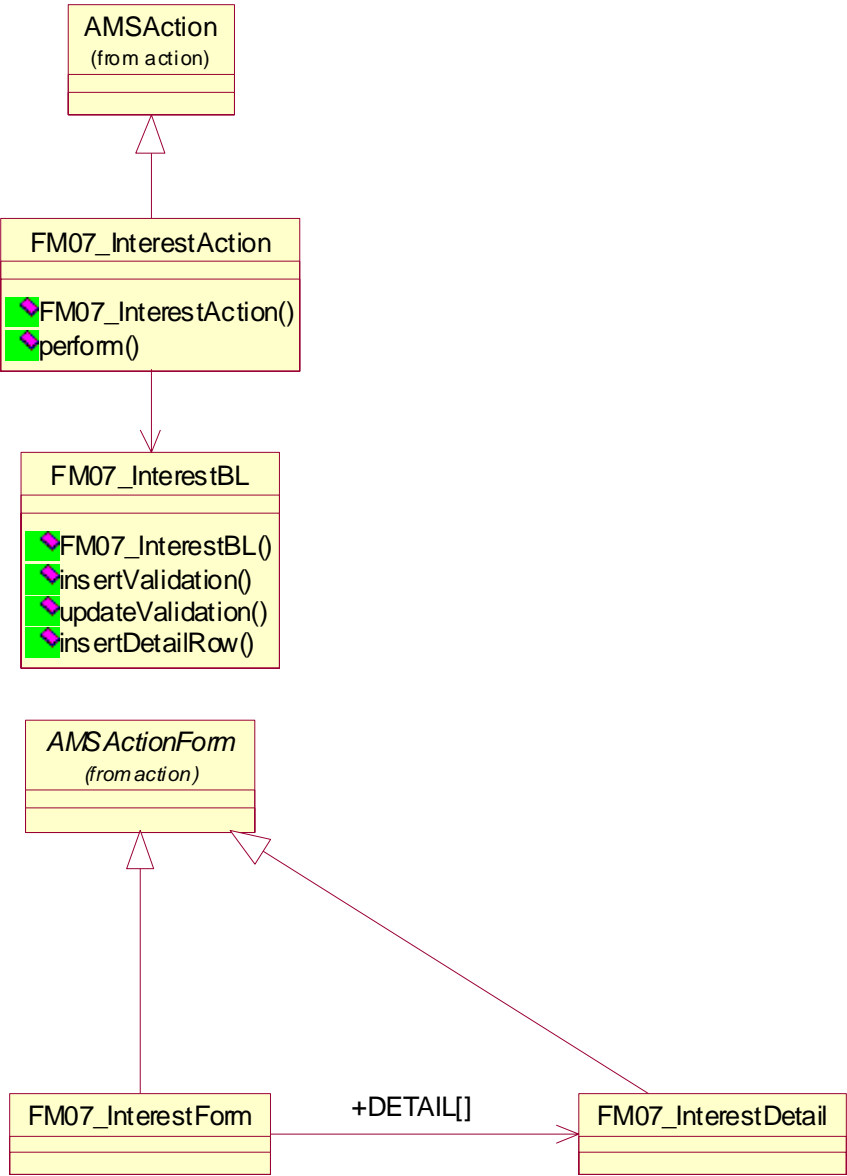 AMSAction
(from action)
FM07_InterestAction
FM07_InterestAction()
perform()
FM07_InterestBL
FM07_InterestBL()
insertValidation()
updateValidation()
insertDetailRow()
AMSActionForm
(from action)
FM07_InterestForm
+DETAIL[]
FM07_InterestDetail